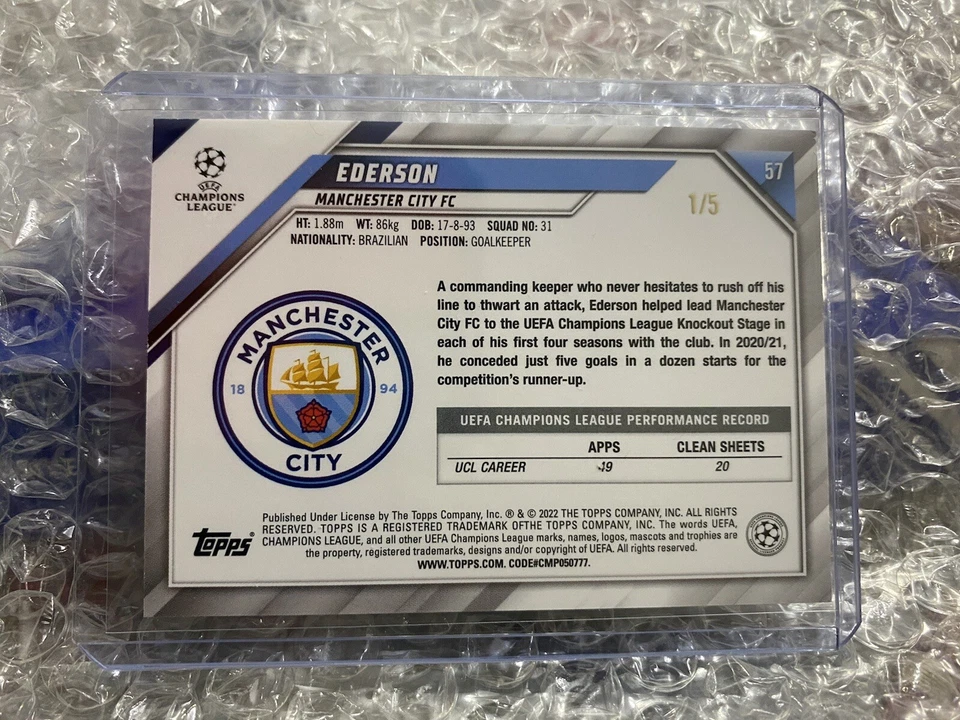 UEFA
CHAMPIONS
LEAGUE
EDERSON
57
MANCHESTER CITY FC
1/5
HT: 1.88m WT: 86kg DOB: 17-8-93 SQUAD NO: 31
NATIONALITY: BRAZILIAN POSITION: GOALKEEPER
A commanding keeper who never hesitates to rush off his
line to thwart an attack, Ederson helped lead Manchester
City FC to the UEFA Champions League Knockout Stage in
each of his first four seasons with the club. In 2020/21,
he conceded just five goals in a dozen starts for the
competition's runner-up.
MANCHESTER
18 94
CITY
UEFA CHAMPIONS LEAGUE PERFORMANCE RECORD
APPS CLEAN SHEETS
UCL CAREER 20
topps
Published Under License by The Topps Company, Inc. ® & © 2022 THE TOPPS COMPANY, INC. ALL RIGHTS
RESERVED. TOPPS IS A REGISTERED TRADEMARK OFTHE TOPPS COMPANY, INC. The words UEFA,
CHAMPIONS LEAGUE, and all other UEFA Champions League marks, names, logos, mascots and trophies are
the property, registered trademarks, designs and/or copyright of UEFA. All rights reserved.
WWW.TOPPS.COM. CODE#CMP050777.